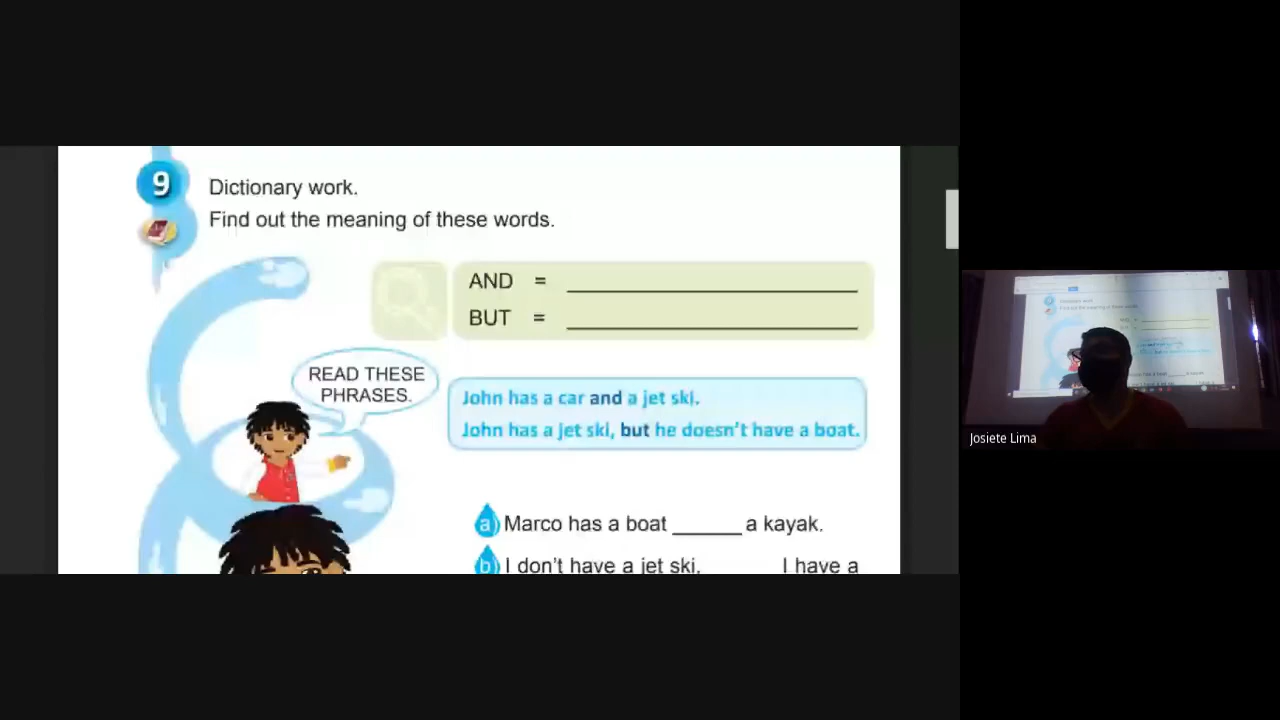 9
Dictionary work.
Find out the meaning of these words.
AND =
BUT =
READ THESE
PHRASES.
John has a car and a jet ski.
John has a jet ski, but he doesn't have a boat.
a) Marco has a boat ______ a kayak.
b) I don't have a jet ski. I have a
Josiete Lima